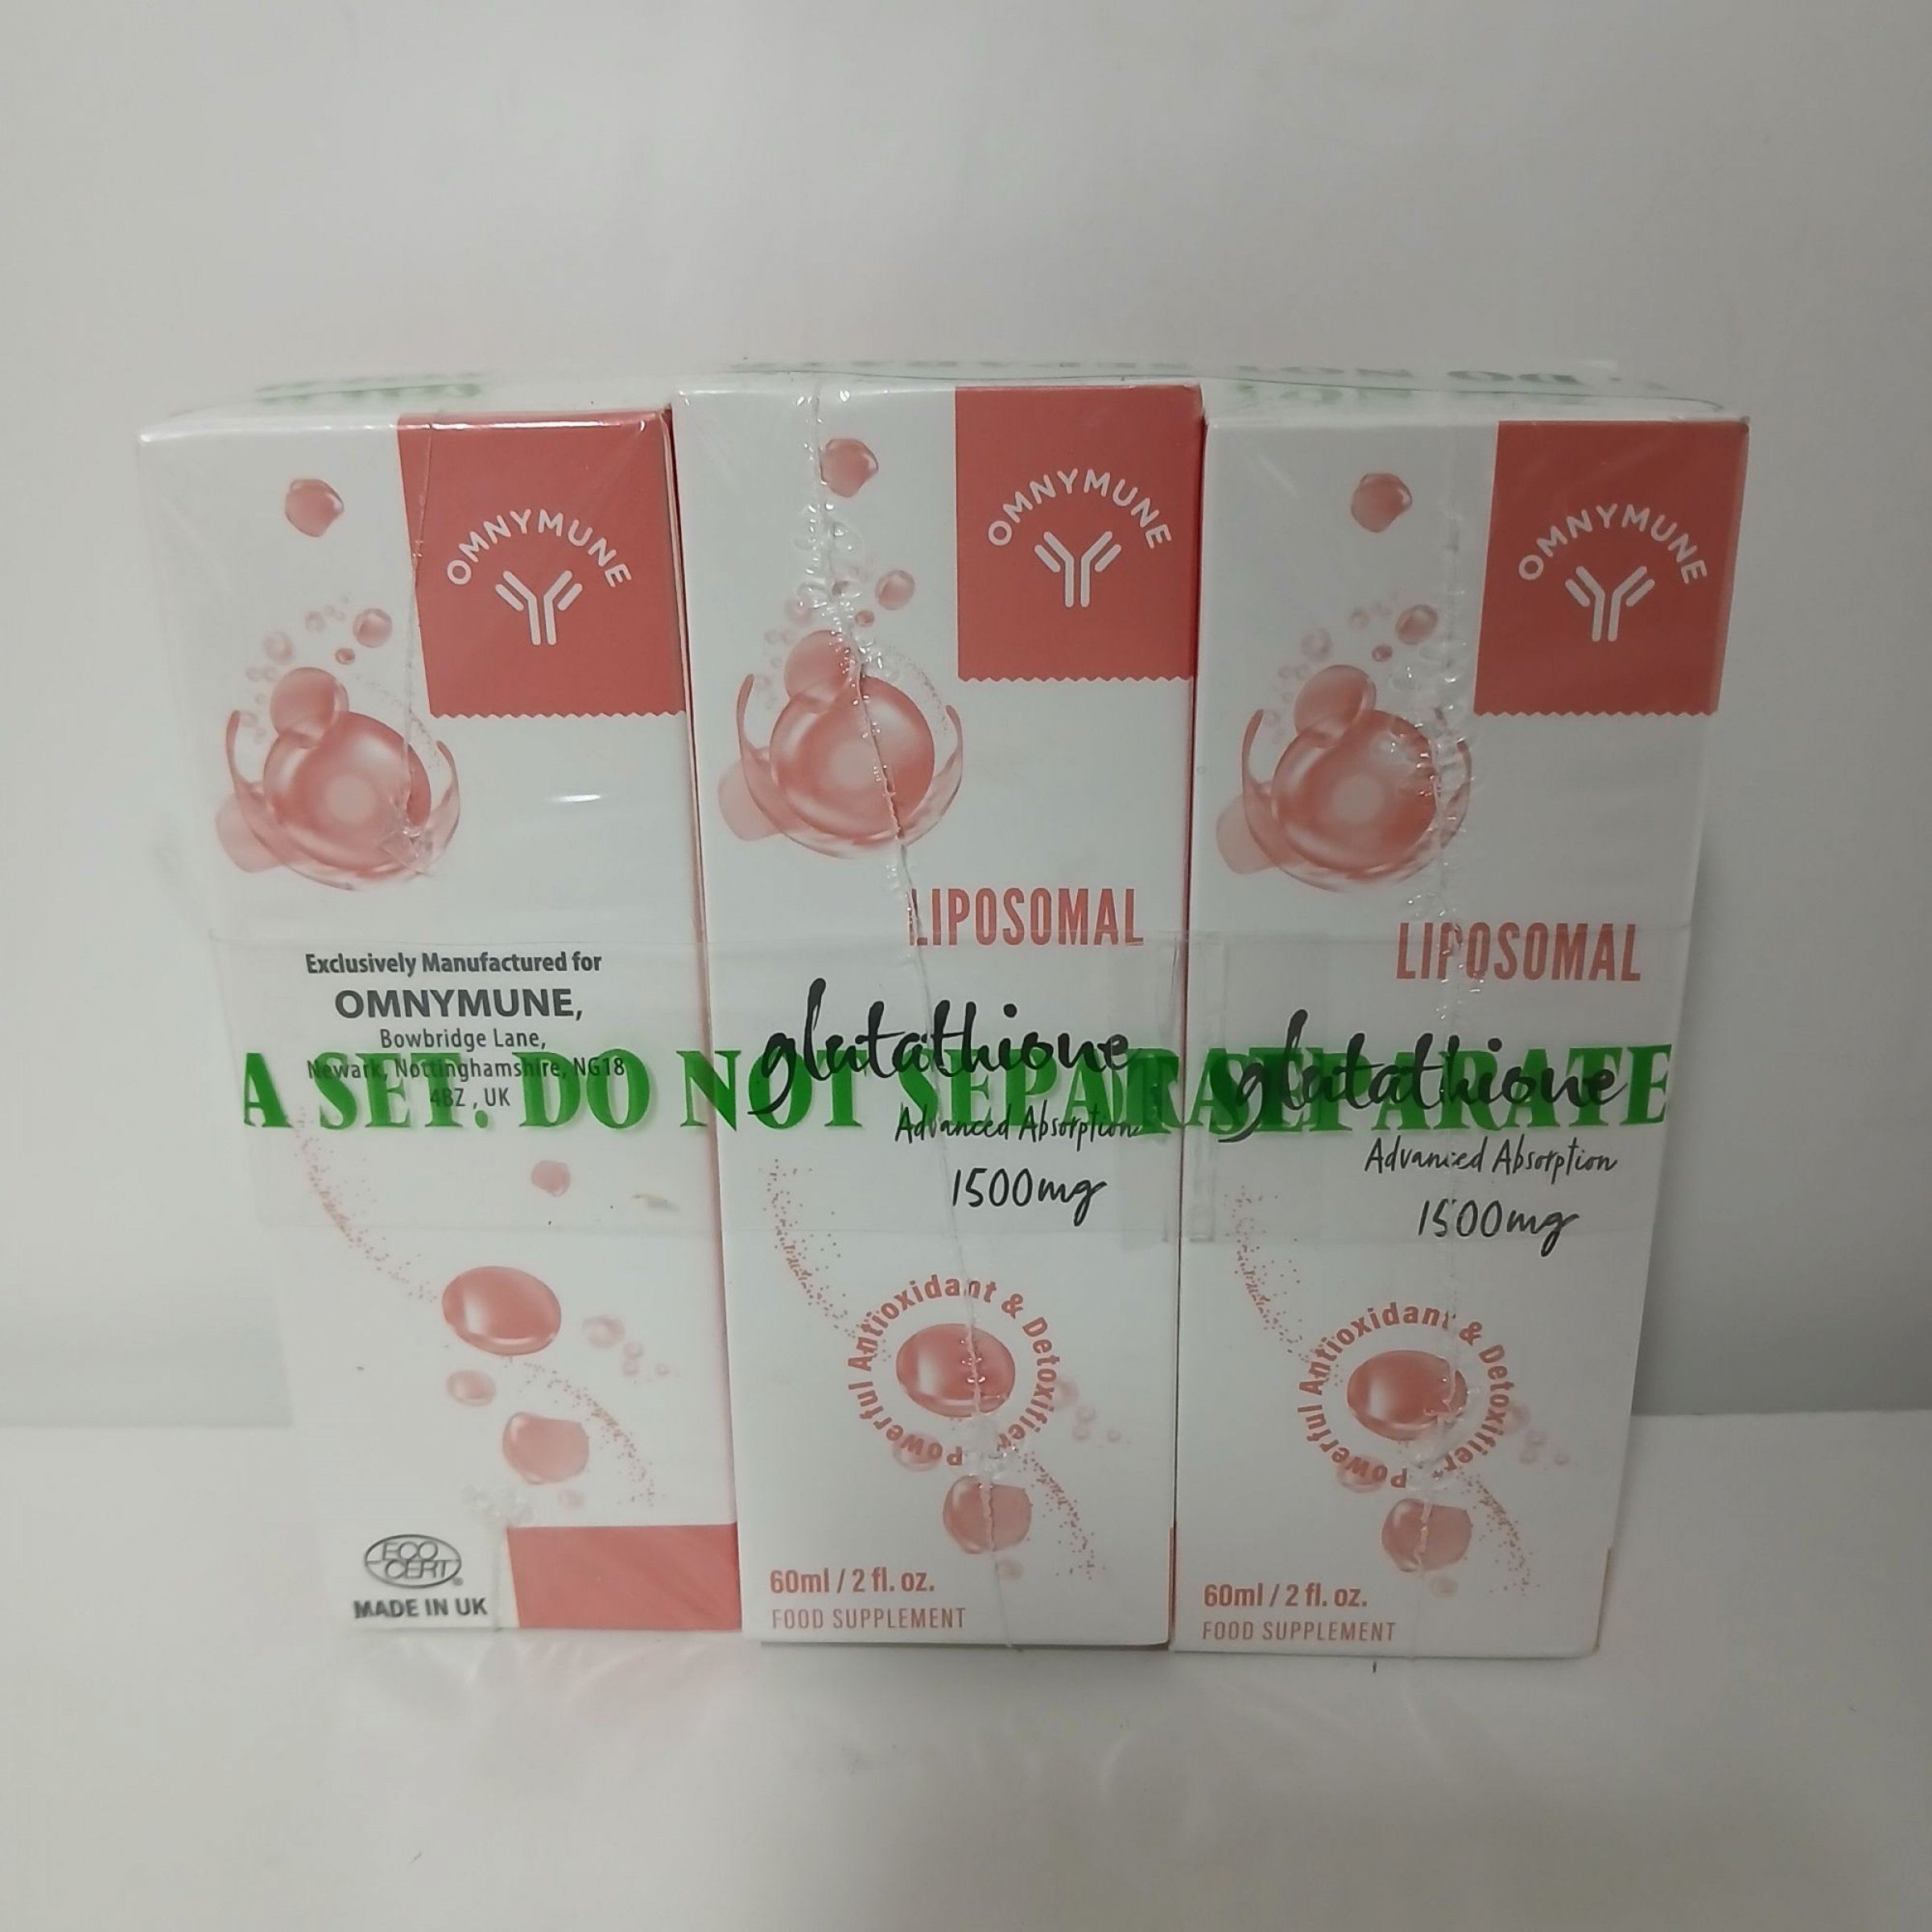 OMNYMUNE
Exclusively Manufactured for
OMNYMUNE,
Bowbridge Lane,
Newark, Nottinghamshire, NG18
4BZ , UK
ECO
CERT
MADE IN UK
OMNYMUNE
LIPOSOMAL
glutathione
Advanced Absorption
1500mg
Powerful Antioxidant & Detoxifier
60ml / 2 fl. oz.
FOOD SUPPLEMENT
OMNYMUNE
LIPOSOMAL
glutathione
Advanced Absorption
1500mg
Powerful Antioxidant & Detoxifier
60ml / 2 fl. oz.
FOOD SUPPLEMENT
A SET. DO NOT SEPARATE